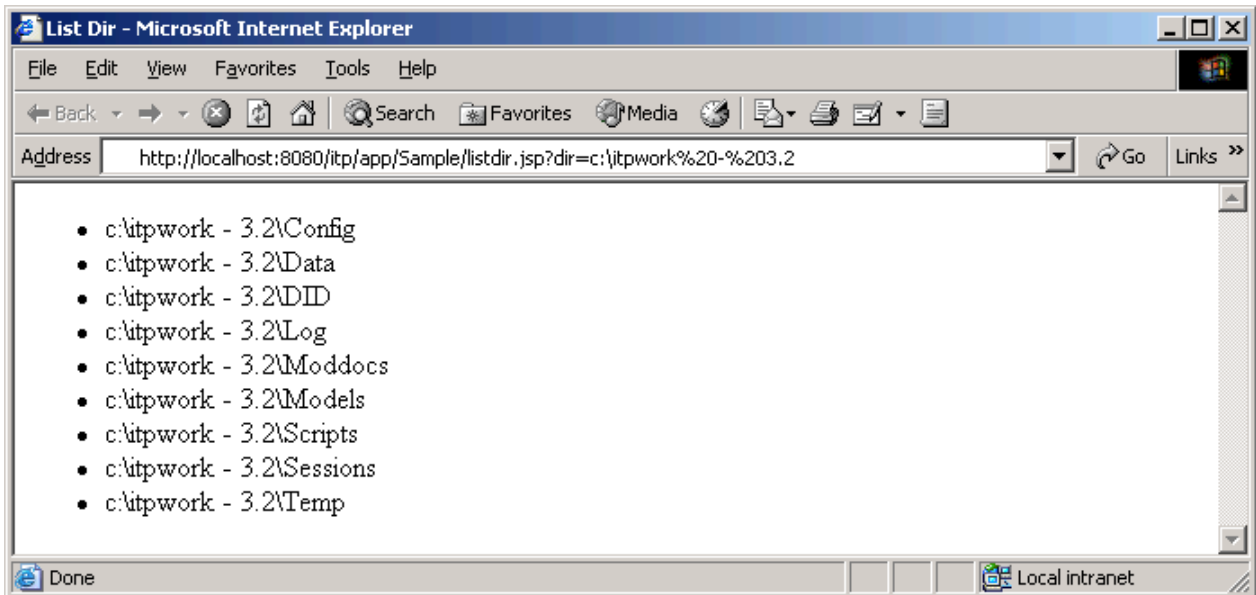 List Dir - Microsoft Internet Explorer
File Edit View Favorites Tools Help
Back Search Favorites Media
Address http://localhost:8080/itp/app/Sample/listdir.jsp?dir=c:\itpwork%20-%203.2 Go Links »
• c:\itpwork - 3.2\Config
• c:\itpwork - 3.2\Data
• c:\itpwork - 3.2\DID
• c:\itpwork - 3.2\Log
• c:\itpwork - 3.2\Moddocs
• c:\itpwork - 3.2\Models
• c:\itpwork - 3.2\Scripts
• c:\itpwork - 3.2\Sessions
• c:\itpwork - 3.2\Temp
Done Local intranet